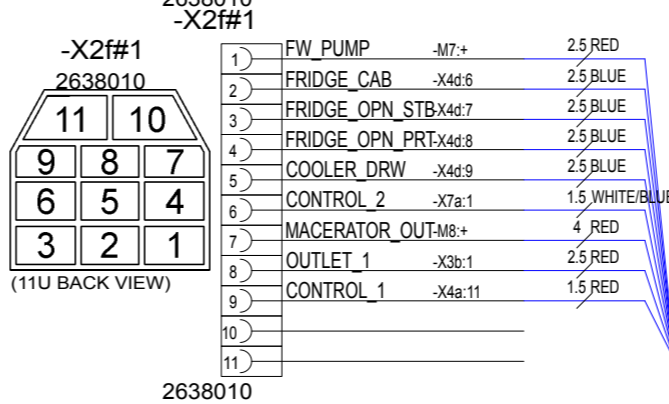 2638010
-X2f#1
-X2f#1
2638010
11 10
9 8 7
6 5 4
3 2 1
(11U BACK VIEW)
1 FW_PUMP -M7:+ 2.5 RED
2 FRIDGE_CAB -X4d:6 2.5 BLUE
3 FRIDGE_OPN_STB-X4d:7 2.5 BLUE
4 FRIDGE_OPN_PRT-X4d:8 2.5 BLUE
5 COOLER_DRW -X4d:9 2.5 BLUE
6 CONTROL_2 -X7a:1 1.5 WHITE/BLUE
7 MACERATOR_OUT-M8:+ 4 RED
8 OUTLET_1 -X3b:1 2.5 RED
9 CONTROL_1 -X4a:11 1.5 RED
10
11
2638010